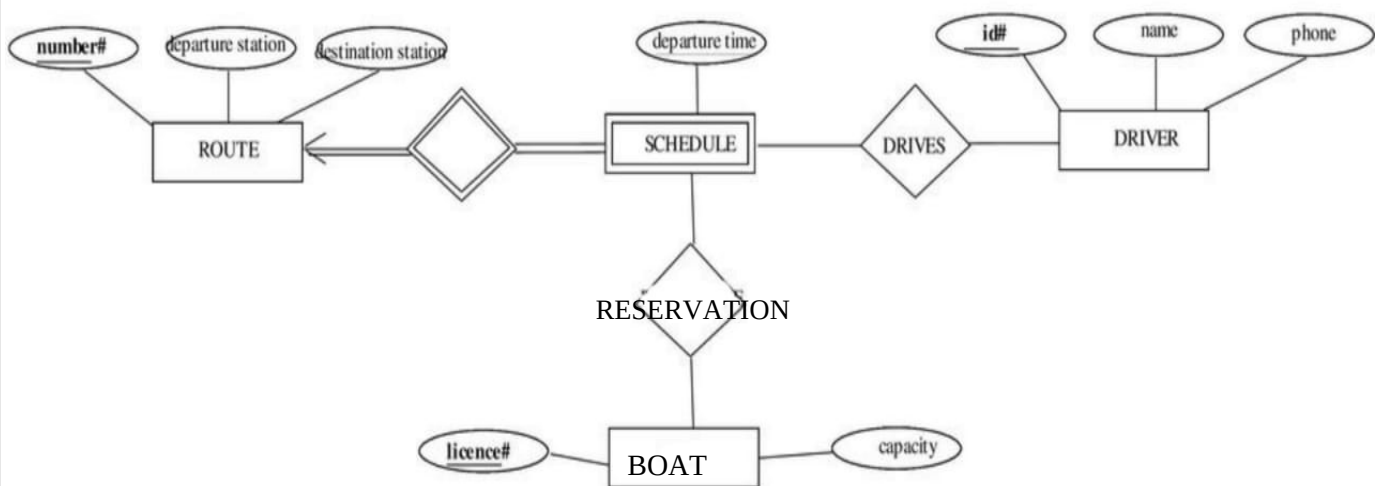 number#
departure station
destination station
departure time
id#
name
phone
ROUTE
SCHEDULE
DRIVES
DRIVER
RESERVATION
licence#
BOAT
capacity